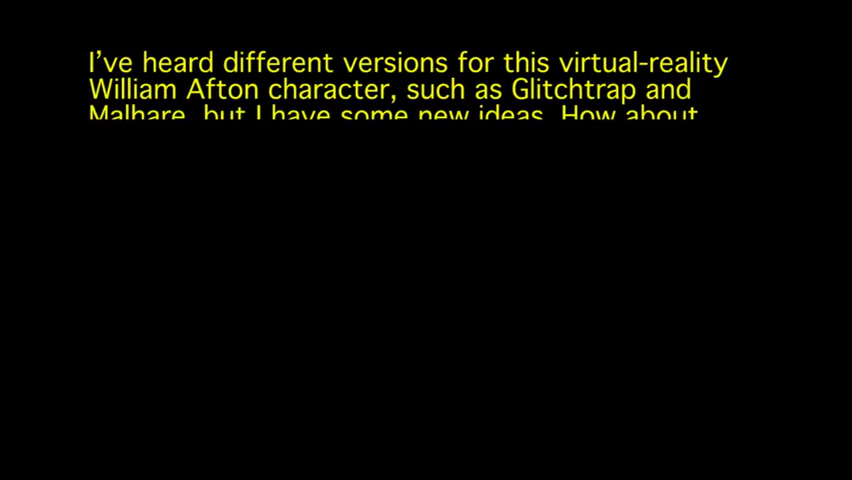 I’ve heard different versions for this virtual-reality
William Afton character, such as Glitchtrap and
Malhare, but I have some new ideas. How about